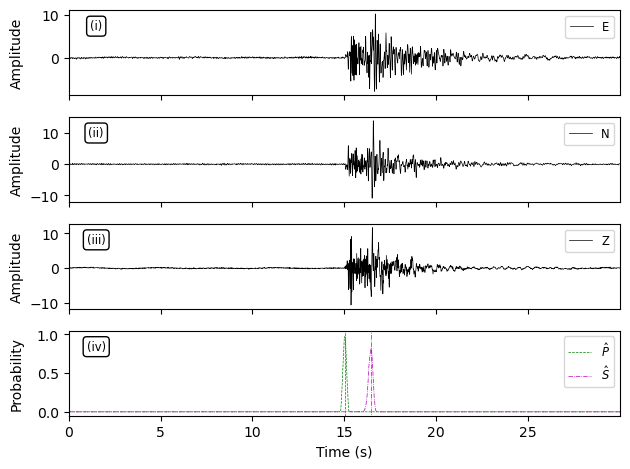 (i)
E
Amplitude
10
0
(ii)
N
Amplitude
10
0
−10
(iii)
Z
Amplitude
10
0
−10
(iv)
P̂
Ŝ
Probability
1.0
0.5
0.0
0 5 10 15 20 25
Time (s)